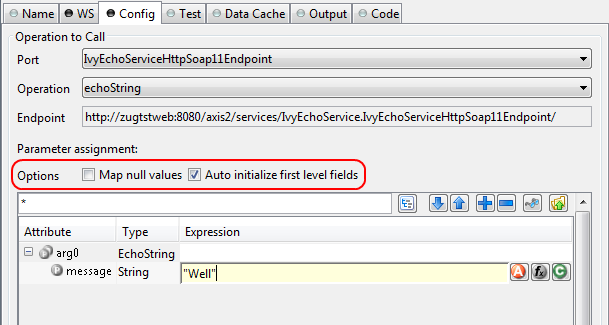 Name WS Config Test Data Cache Output Code
Operation to Call
Port IvyEchoServiceHttpSoap11Endpoint
Operation echoString
Endpoint http://zugtstweb:8080/axis2/services/IvyEchoService.IvyEchoServiceHttpSoap11Endpoint/
Parameter assignment:
Options Map null values Auto initialize first level fields
*
Attribute Type Expression
arg0 EchoString
P message String "Well" A fx C